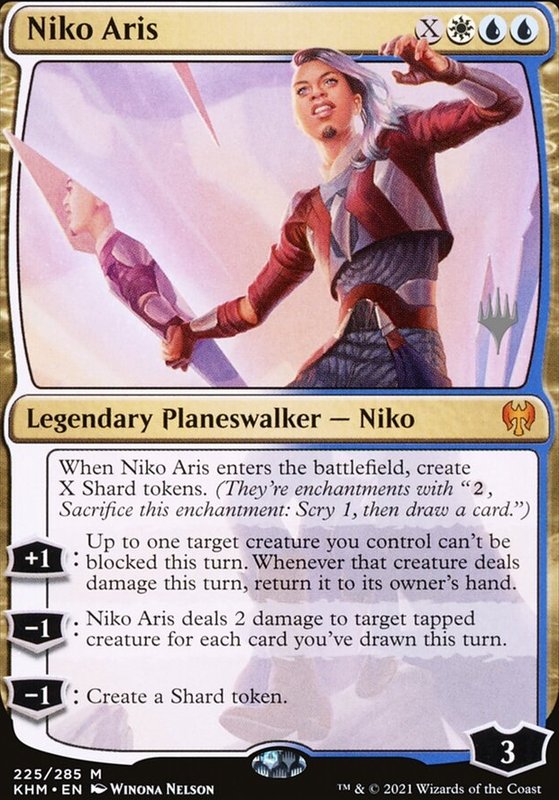 Niko Aris X
Legendary Planeswalker — Niko
When Niko Aris enters the battlefield, create
X Shard tokens. (They're enchantments with "2,
Sacrifice this enchantment: Scry 1, then draw a card.")
+1: Up to one target creature you control can't be
blocked this turn. Whenever that creature deals
damage this turn, return it to its owner's hand.
−1: Niko Aris deals 2 damage to target tapped
creature for each card you've drawn this turn.
−1: Create a Shard token.
3
225/285 M
KHM • EN Winona Nelson
™ & © 2021 Wizards of the Coast